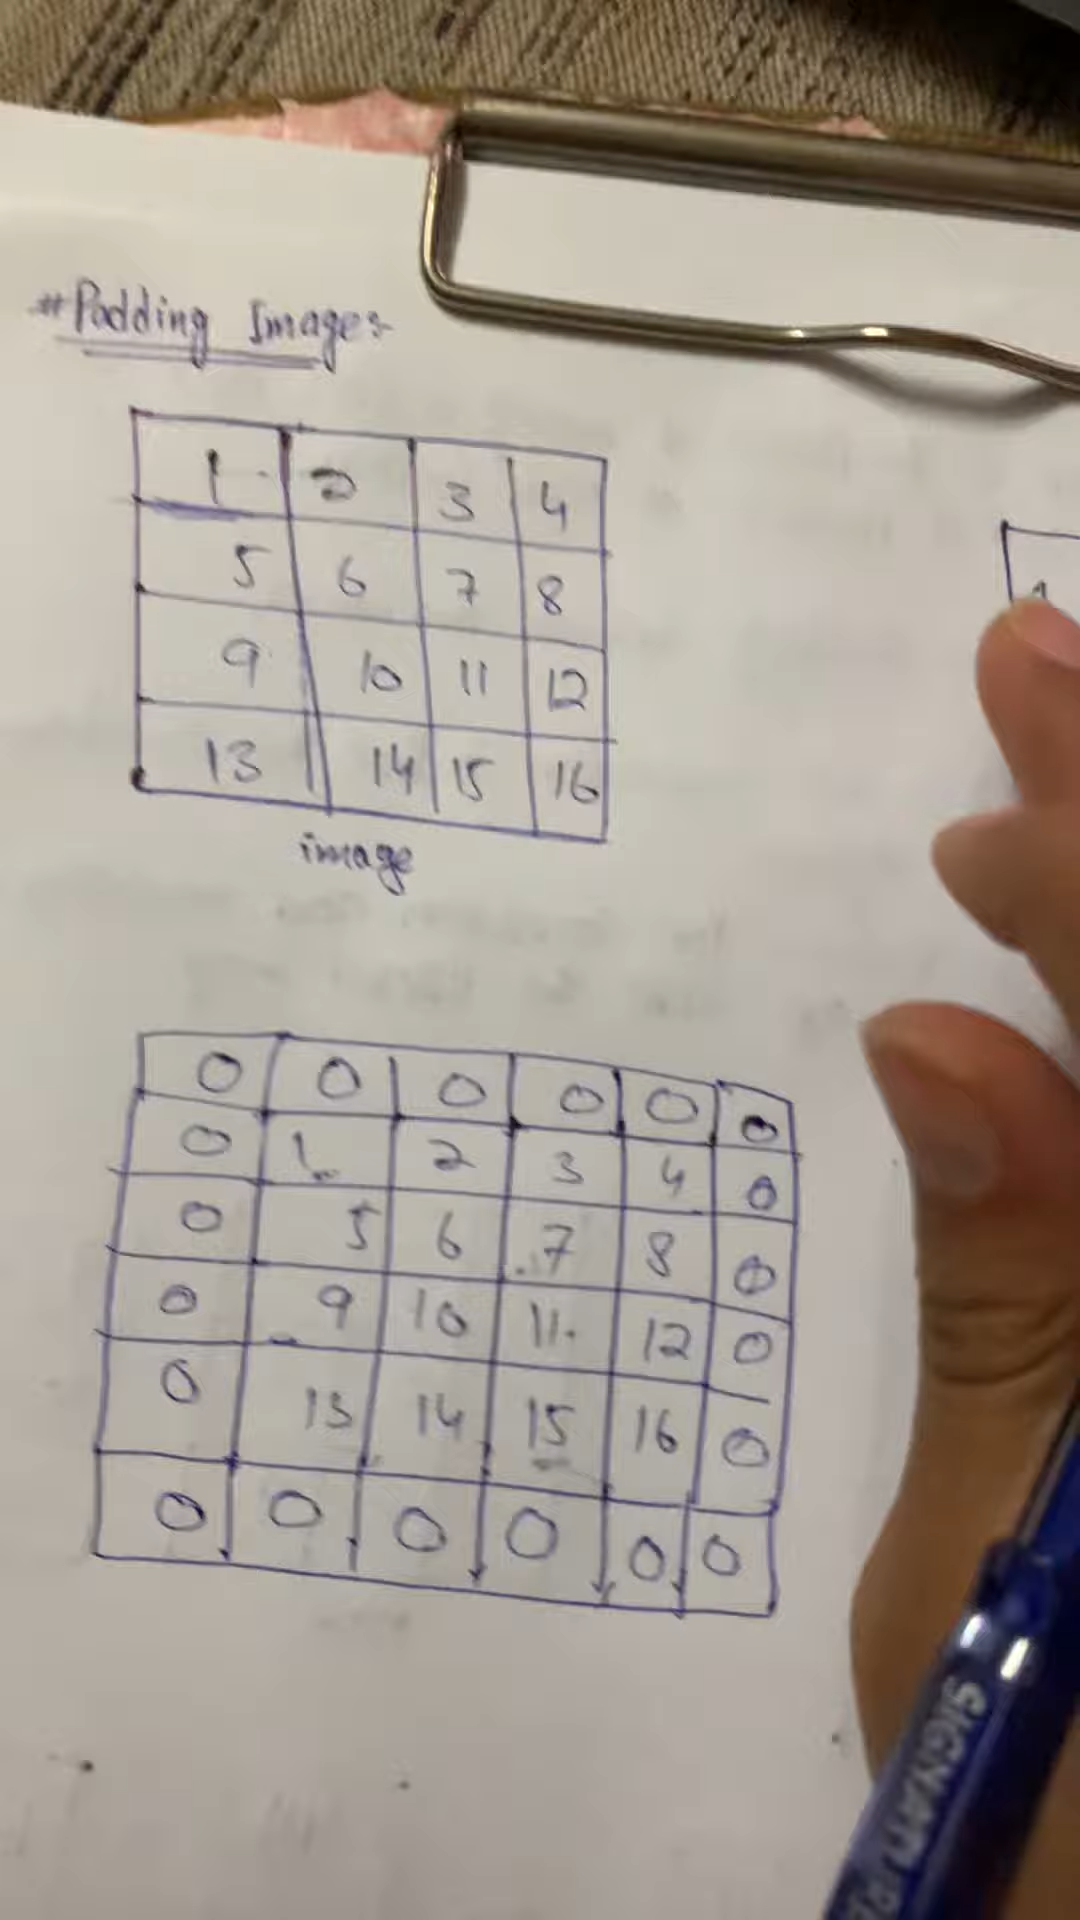 # Padding Images:-
1 2 3 4
5 6 7 8
9 10 11 12
13 14 15 16
image
0 0 0 0 0 0
0 1 2 3 4 0
0 5 6 7 8 0
0 9 10 11 12 0
0 13 14 15 16 0
0 0 0 0 0 0